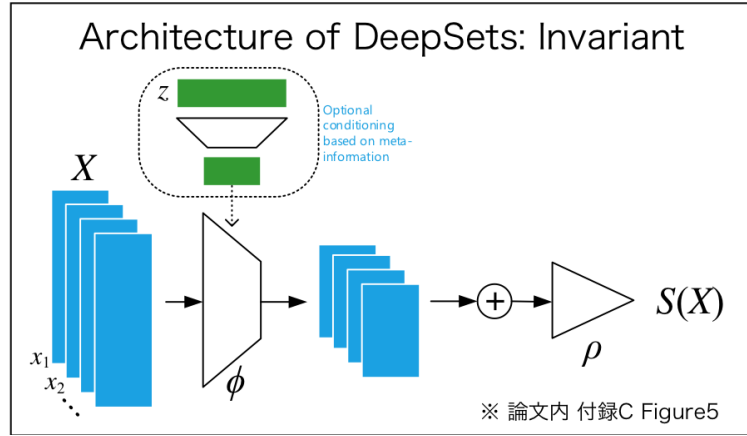 Architecture of DeepSets: Invariant
z
Optional
conditioning
based on meta-
information
X
x1
x2
⋱
ϕ
+
ρ
S(X)
※ 論文内 付録C Figure5